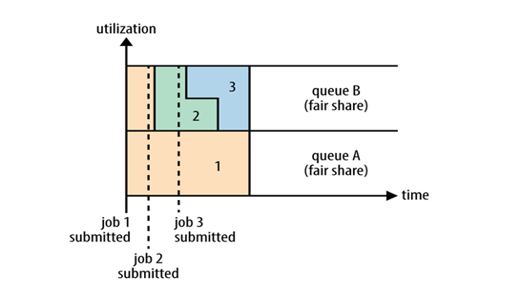 utilization
3
queue B
(fair share)
2
queue A
(fair share)
1
time
job 1
submitted
job 3
submitted
job 2
submitted